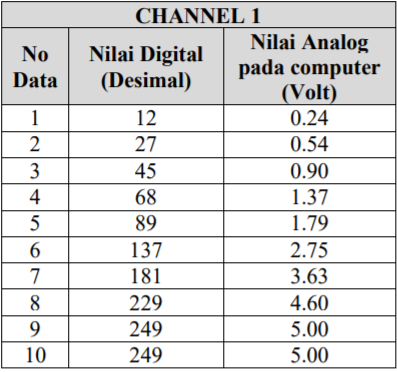 CHANNEL 1
No Data Nilai Digital (Desimal) Nilai Analog pada computer (Volt)
1 12 0.24
2 27 0.54
3 45 0.90
4 68 1.37
5 89 1.79
6 137 2.75
7 181 3.63
8 229 4.60
9 249 5.00
10 249 5.00